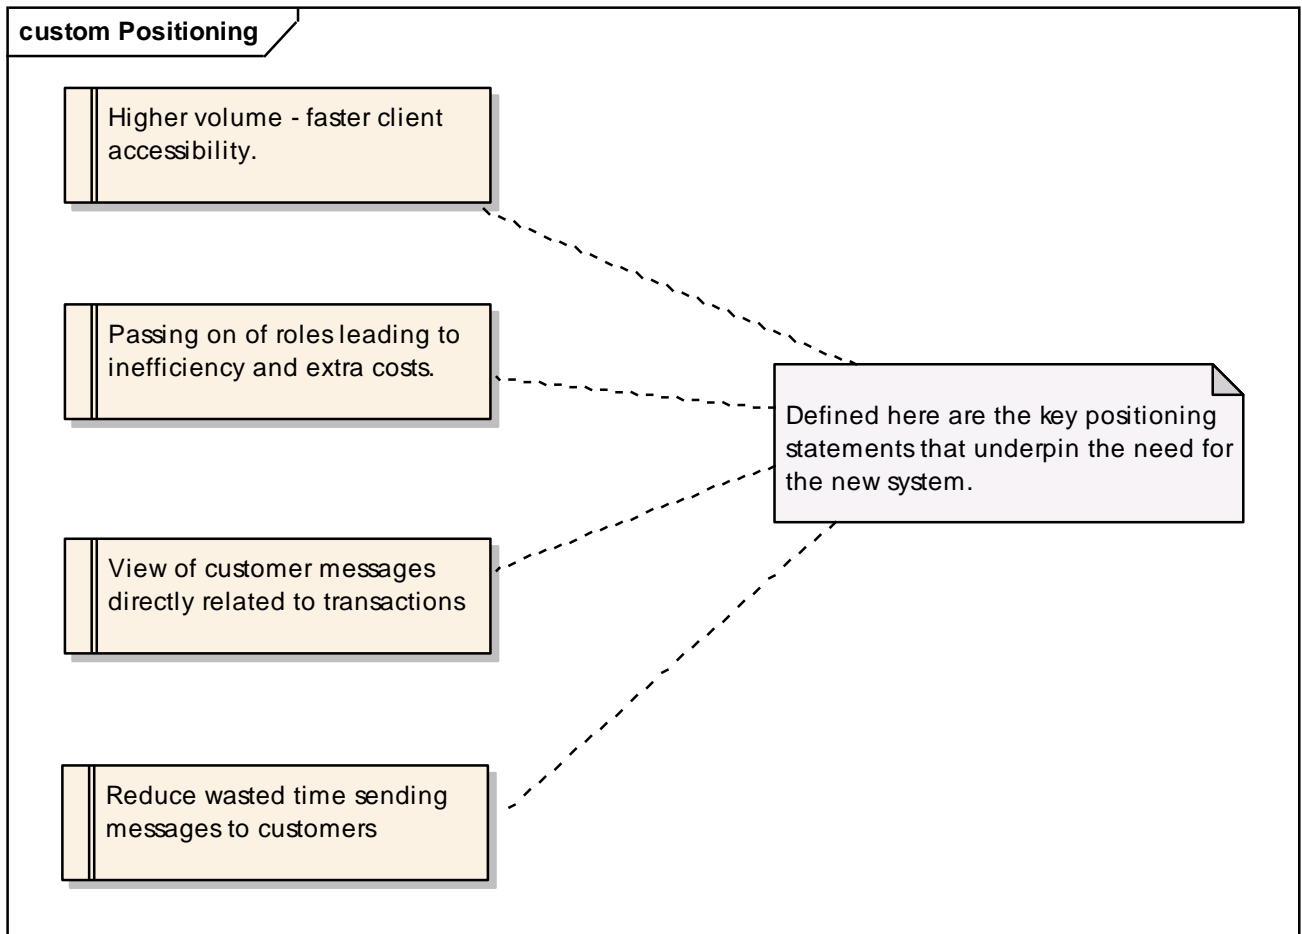 custom Positioning
Higher volume - faster client
accessibility.
Passing on of roles leading to
inefficiency and extra costs.
Defined here are the key positioning
statements that underpin the need for
the new system.
View of customer messages
directly related to transactions
Reduce wasted time sending
messages to customers